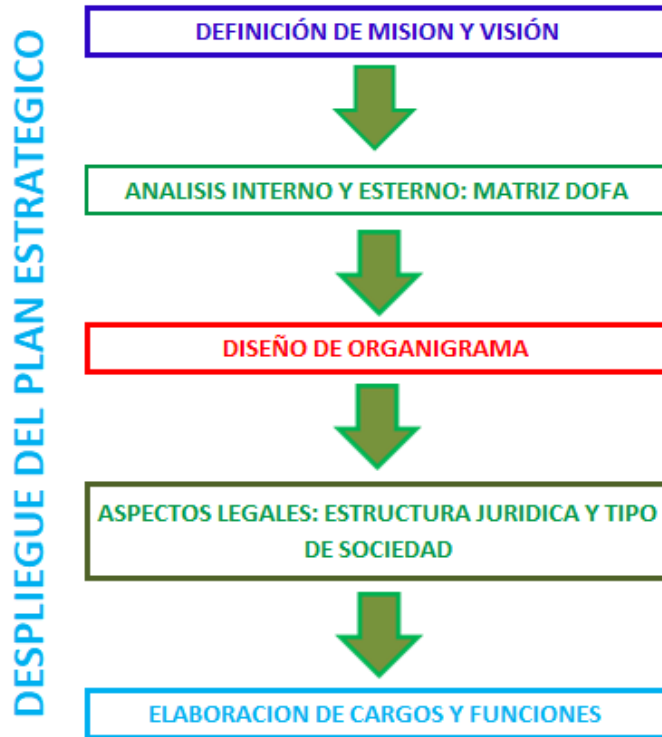 DESPLIEGUE DEL PLAN ESTRATEGICO
DEFINICIÓN DE MISION Y VISIÓN
ANALISIS INTERNO Y ESTERNO: MATRIZ DOFA
DISEÑO DE ORGANIGRAMA
ASPECTOS LEGALES: ESTRUCTURA JURIDICA Y TIPO
DE SOCIEDAD
ELABORACION DE CARGOS Y FUNCIONES